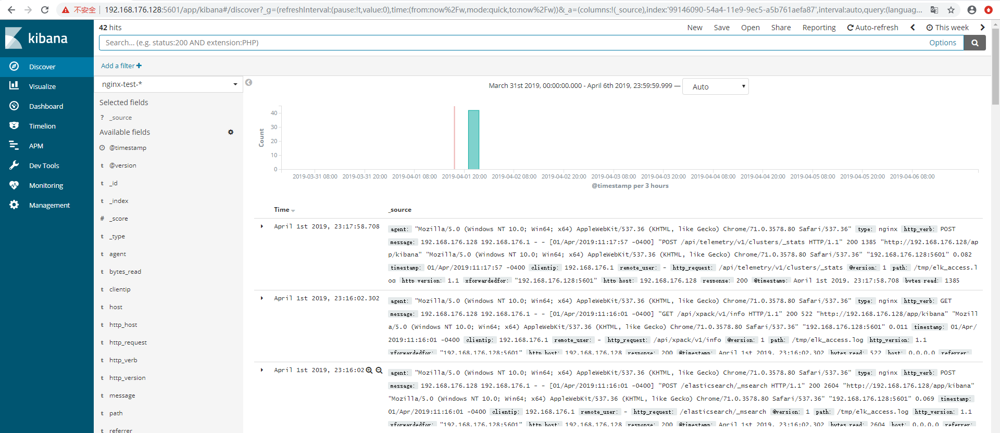 不安全 192.168.176.128:5601/app/kibana#/discover?_g=(refreshInterval:(pause:!t,value:0),time:(from:now%2Fw,mode:quick,to:now%2Fw))&_a=(columns:!(_source),index:'99146090-54a4-11e9-9ec5-a5b761aefa87',interval:auto,query:(languag...
kibana
Discover
Visualize
Dashboard
Timelion
APM
Dev Tools
Monitoring
Management
42 hits
New Save Open Share Reporting Auto-refresh This week
Search... (e.g. status:200 AND extension:PHP) Options
Add a filter
nginx-test-*
Selected fields
? _source
Available fields
@timestamp
t @version
t _id
t _index
# _score
t _type
t agent
t bytes_read
t clientip
t host
t http_host
t http_request
t http_verb
t http_version
t message
t path
t referrer
March 31st 2019, 00:00:00.000 - April 6th 2019, 23:59:59.999 — Auto
Count
40
30
20
10
0
2019-03-31 08:00 2019-03-31 20:00 2019-04-01 08:00 2019-04-01 20:00 2019-04-02 08:00 2019-04-02 20:00 2019-04-03 08:00 2019-04-03 20:00 2019-04-04 08:00 2019-04-04 20:00 2019-04-05 08:00 2019-04-05 20:00 2019-04-06 08:00
@timestamp per 3 hours
Time _source
April 1st 2019, 23:17:58.708
agent: "Mozilla/5.0 (Windows NT 10.0; Win64; x64) AppleWebKit/537.36 (KHTML, like Gecko) Chrome/71.0.3578.80 Safari/537.36" type: nginx http_verb: POST
message: 192.168.176.128 192.168.176.1 - - [01/Apr/2019:11:17:57 -0400] "POST /api/telemetry/v1/clusters/_stats HTTP/1.1" 200 1385 "http://192.168.176.128/ap
p/kibana" "Mozilla/5.0 (Windows NT 10.0; Win64; x64) AppleWebKit/537.36 (KHTML, like Gecko) Chrome/71.0.3578.80 Safari/537.36" "192.168.176.128:5601" 0.082
timestamp: 01/Apr/2019:11:17:57 -0400 clientip: 192.168.176.1 remote_user: - http_request: /api/telemetry/v1/clusters/_stats @version: 1 path: /tmp/elk_access.l
og http_version: 1.1 xforwardedfor: "192.168.176.128:5601" http_host: 192.168.176.128 response: 200 @timestamp: April 1st 2019, 23:17:58.708 bytes_read: 1385
April 1st 2019, 23:16:02.302
agent: "Mozilla/5.0 (Windows NT 10.0; Win64; x64) AppleWebKit/537.36 (KHTML, like Gecko) Chrome/71.0.3578.80 Safari/537.36" type: nginx http_verb: GET
message: 192.168.176.128 192.168.176.1 - - [01/Apr/2019:11:16:01 -0400] "GET /api/xpack/v1/info HTTP/1.1" 200 522 "http://192.168.176.128/app/kibana" "Mozill
a/5.0 (Windows NT 10.0; Win64; x64) AppleWebKit/537.36 (KHTML, like Gecko) Chrome/71.0.3578.80 Safari/537.36" "192.168.176.128:5601" 0.011 timestamp: 01/Apr/
2019:11:16:01 -0400 clientip: 192.168.176.1 remote_user: - http_request: /api/xpack/v1/info @version: 1 path: /tmp/elk_access.log http_version: 1.1
xforwardedfor: "192.168.176.128:5601" http_host: 192.168.176.128 response: 200 @timestamp: April 1st 2019, 23:16:02.302 bytes_read: 522 host: 0.0.0.0 referrer:
April 1st 2019, 23:16:02
agent: "Mozilla/5.0 (Windows NT 10.0; Win64; x64) AppleWebKit/537.36 (KHTML, like Gecko) Chrome/71.0.3578.80 Safari/537.36" type: nginx http_verb: POST
message: 192.168.176.128 192.168.176.1 - - [01/Apr/2019:11:16:01 -0400] "POST /elasticsearch/_msearch HTTP/1.1" 200 2604 "http://192.168.176.128/app/kibana"
"Mozilla/5.0 (Windows NT 10.0; Win64; x64) AppleWebKit/537.36 (KHTML, like Gecko) Chrome/71.0.3578.80 Safari/537.36" "192.168.176.128:5601" 0.069 timestamp:
01/Apr/2019:11:16:01 -0400 clientip: 192.168.176.1 remote_user: - http_request: /elasticsearch/_msearch @version: 1 path: /tmp/elk_access.log http_version: 1.1
xforwardedfor: "192.168.176.128:5601" http_host: 192.168.176.128 response: 200 @timestamp: April 1st 2019, 23:16:02.302 bytes_read: 2604 host: 0.0.0.0 referrer: